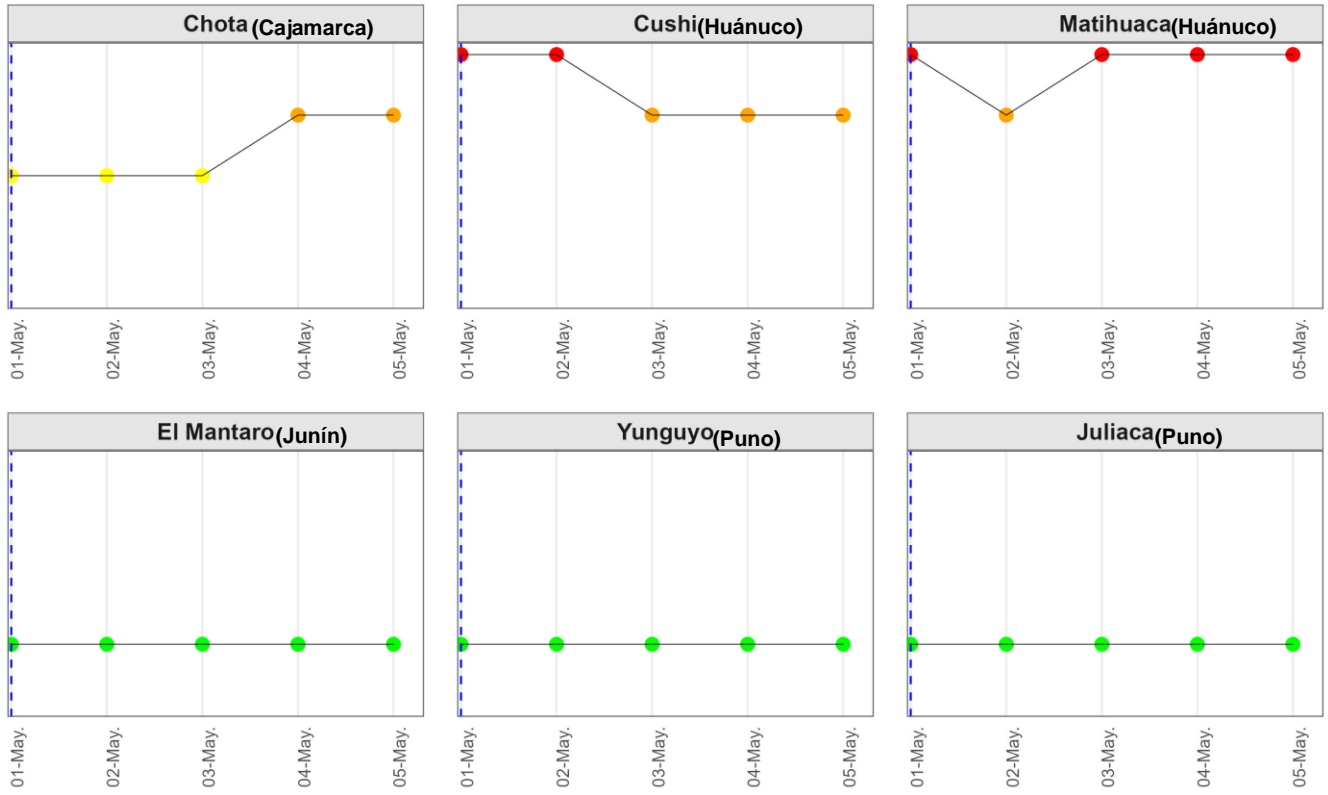 Chota (Cajamarca)
Cushi(Huánuco)
Matihuaca(Huánuco)
01-May.
02-May.
03-May.
04-May.
05-May.
01-May.
02-May.
03-May.
04-May.
05-May.
01-May.
02-May.
03-May.
04-May.
05-May.
El Mantaro(Junín)
Yunguyo(Puno)
Juliaca(Puno)
01-May.
02-May.
03-May.
04-May.
05-May.
01-May.
02-May.
03-May.
04-May.
05-May.
01-May.
02-May.
03-May.
04-May.
05-May.